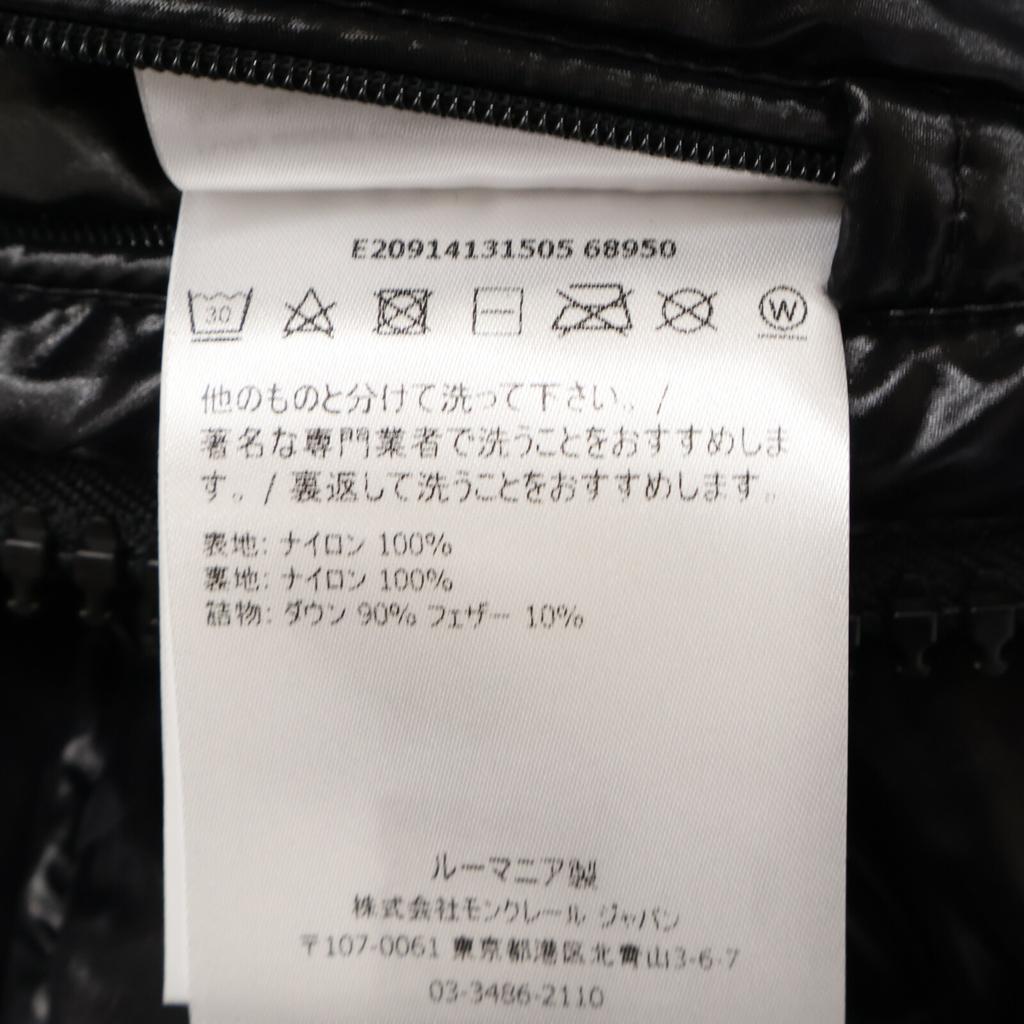 E20914131505 68950
30
W
他のものと分けて洗って下さい。/
著名な専門業者で洗うことをおすすめしま
す。/ 裏返して洗うことをおすすめします。
表地: ナイロン 100%
裏地: ナイロン 100%
詰物: ダウン 90% フェザー 10%
ルーマニア製
株式会社モンクレール ジャパン
〒107-0061 東京都港区北青山3-6-7
03-3486-2110